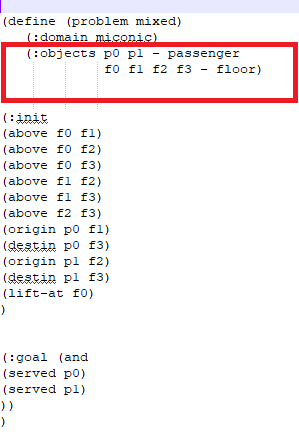 (define (problem mixed)
(:domain miconic)
(:objects p0 p1 - passenger
f0 f1 f2 f3 - floor)
(:init
(above f0 f1)
(above f0 f2)
(above f0 f3)
(above f1 f2)
(above f1 f3)
(above f2 f3)
(origin p0 f1)
(destin p0 f3)
(origin p1 f2)
(destin p1 f3)
(lift-at f0)
)
(:goal (and
(served p0)
(served p1)
))
)